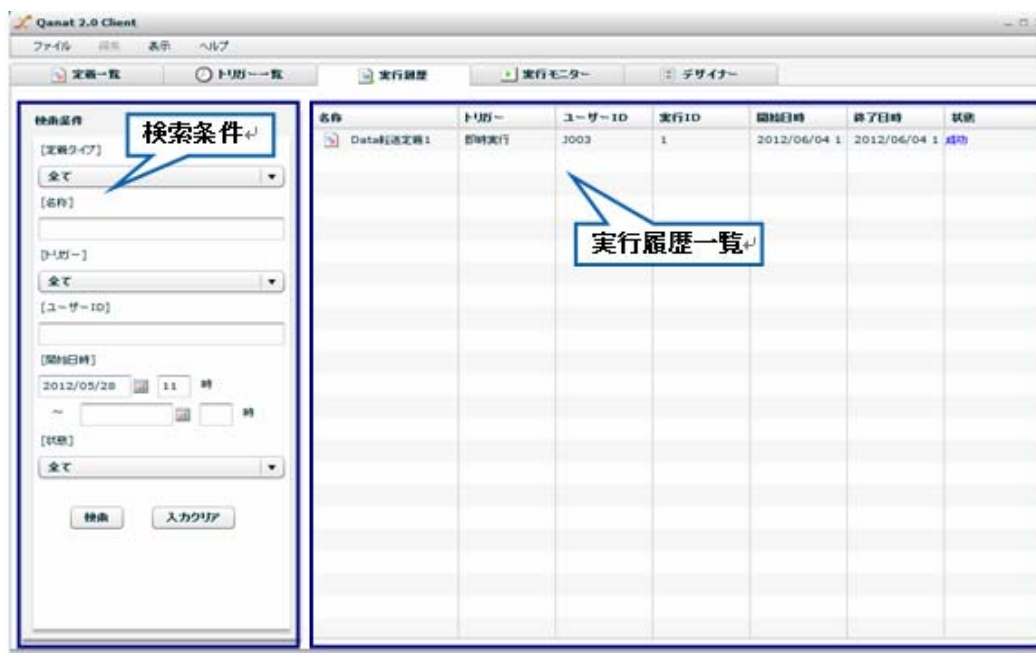 Qanat 2.0 Client
ファイル 編集 表示 ヘルプ
定義一覧 トリガー一覧 実行履歴 実行モニター デザイナー
検索条件
検索条件
[定義タイプ]
全て
[名称]
[トリガー]
全て
[ユーザーID]
[開始日時]
2012/05/28 11 時
～ 時
[状態]
全て
検索 入力クリア
名称 トリガー ユーザーID 実行ID 開始日時 終了日時 状態
Data転送定義1 即時実行 J003 1 2012/06/04 1 2012/06/04 1 成功
実行履歴一覧